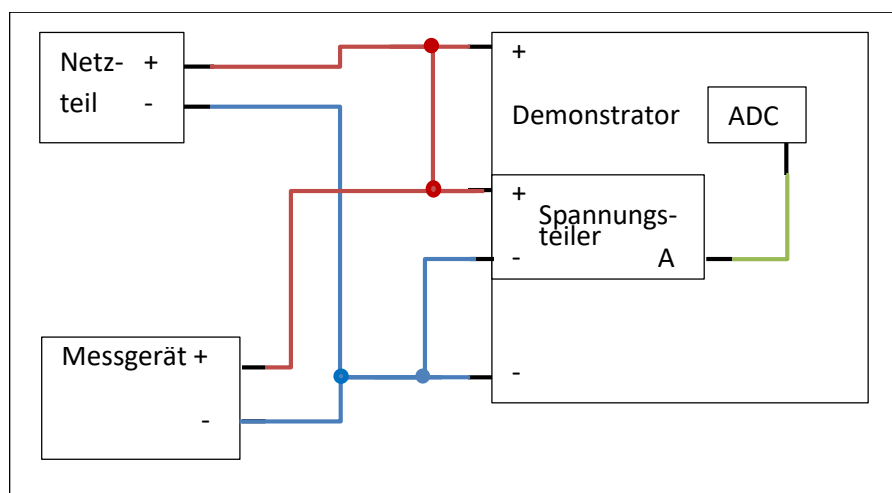 Netz- +
teil -
+
Demonstrator
ADC
+
Spannungs-
teiler
-
A
Messgerät +
-
-